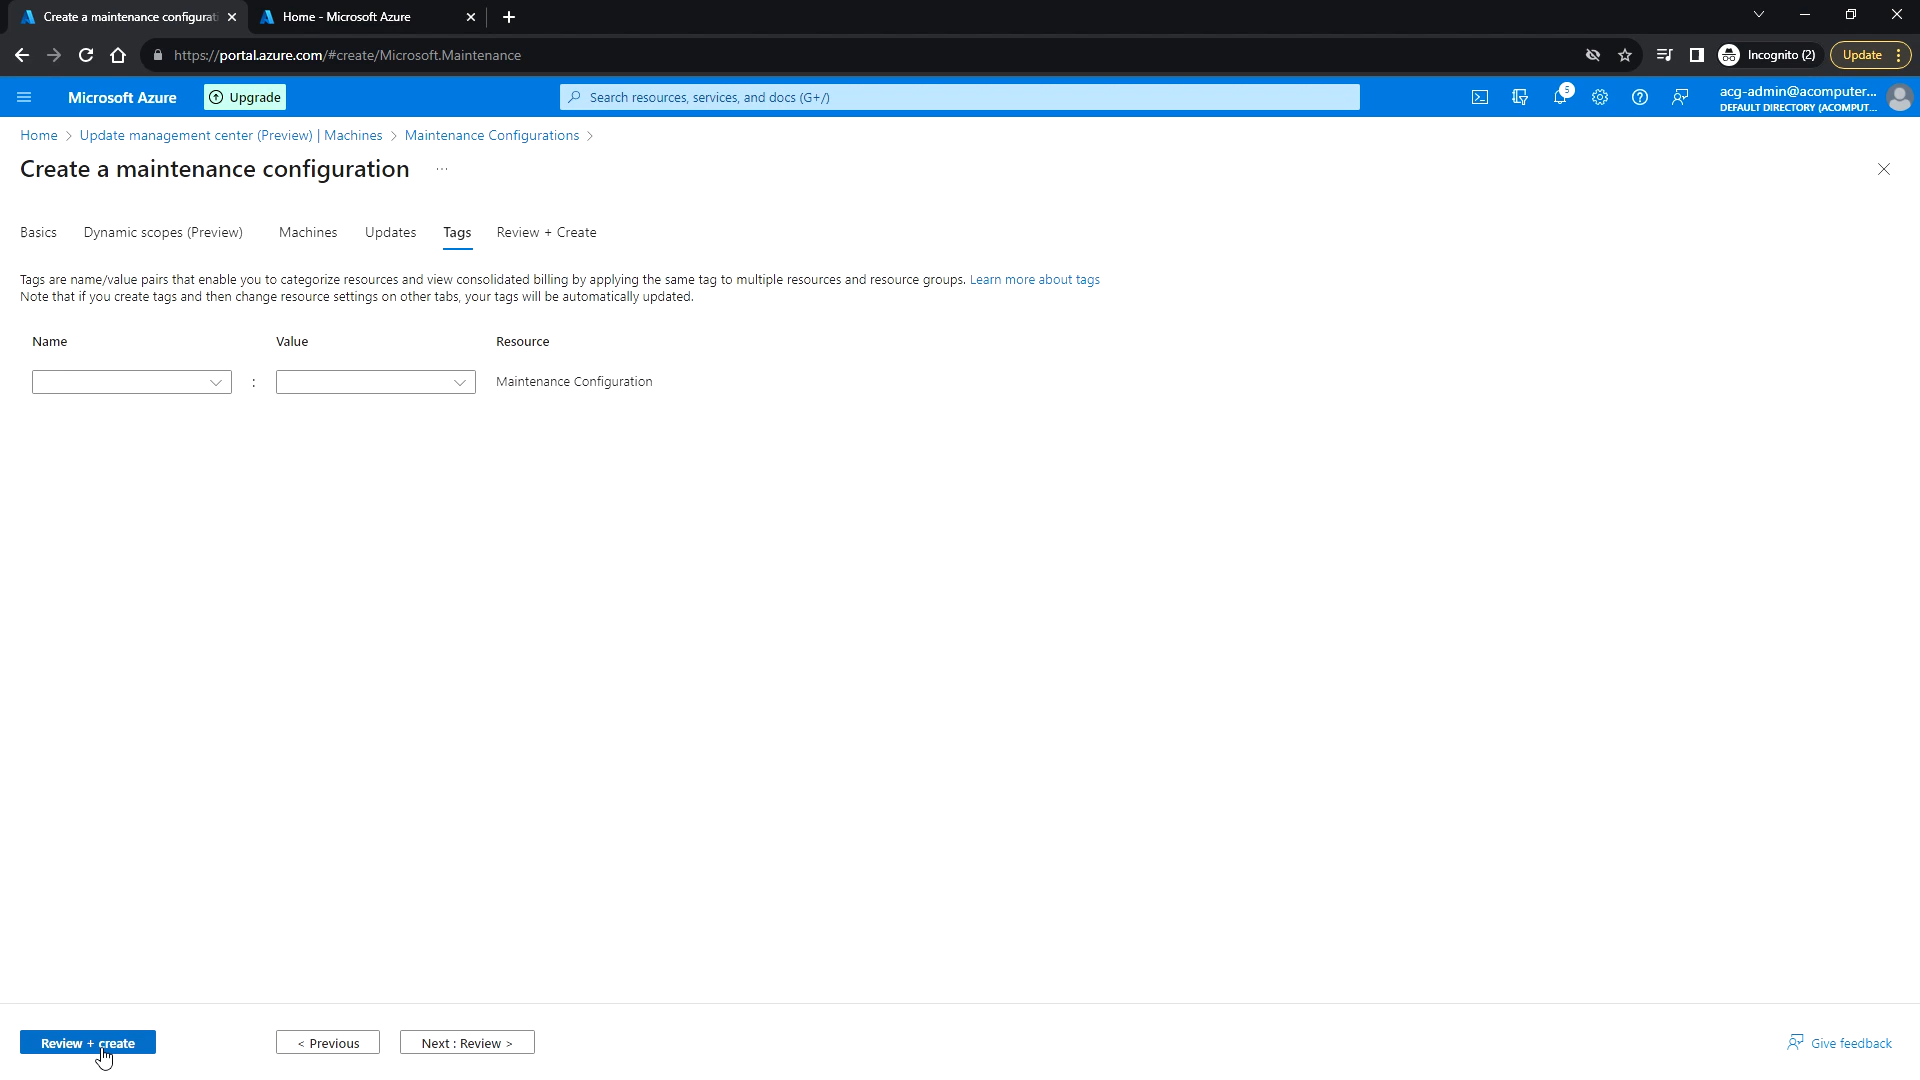 Create a maintenance configurati
Home - Microsoft Azure
https://portal.azure.com/#create/Microsoft.Maintenance
Incognito (2)
Update
Microsoft Azure
Upgrade
Search resources, services, and docs (G+/)
5
acg-admin@acomputer...
DEFAULT DIRECTORY (ACOMPUT...
Home > Update management center (Preview) | Machines > Maintenance Configurations >
Create a maintenance configuration ...
Basics Dynamic scopes (Preview) Machines Updates Tags Review + Create
Tags are name/value pairs that enable you to categorize resources and view consolidated billing by applying the same tag to multiple resources and resource groups. Learn more about tags
Note that if you create tags and then change resource settings on other tabs, your tags will be automatically updated.
Name Value Resource
: Maintenance Configuration
Review + create < Previous Next : Review > Give feedback